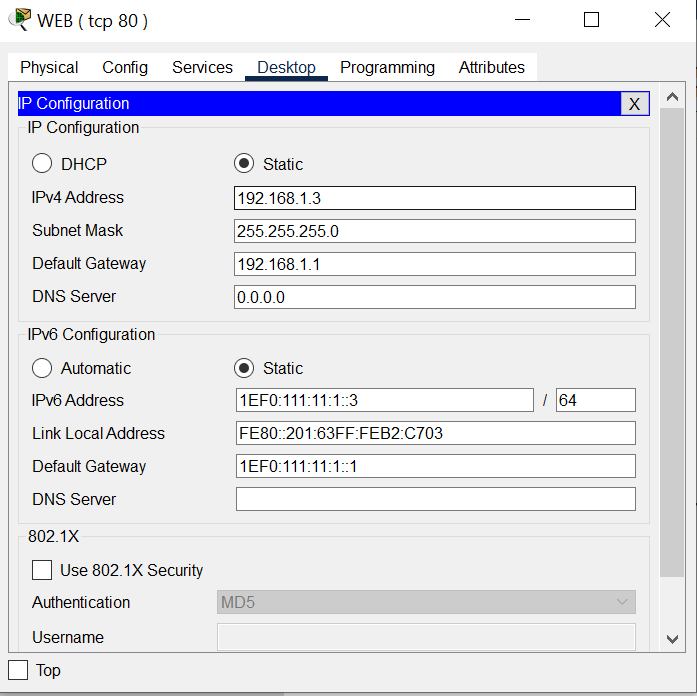 WEB ( tcp 80 )
Physical Config Services Desktop Programming Attributes
IP Configuration X
IP Configuration
DHCP Static
IPv4 Address 192.168.1.3
Subnet Mask 255.255.255.0
Default Gateway 192.168.1.1
DNS Server 0.0.0.0
IPv6 Configuration
Automatic Static
IPv6 Address 1EF0:111:11:1::3 / 64
Link Local Address FE80::201:63FF:FEB2:C703
Default Gateway 1EF0:111:11:1::1
DNS Server
802.1X
Use 802.1X Security
Authentication MD5
Username
Top